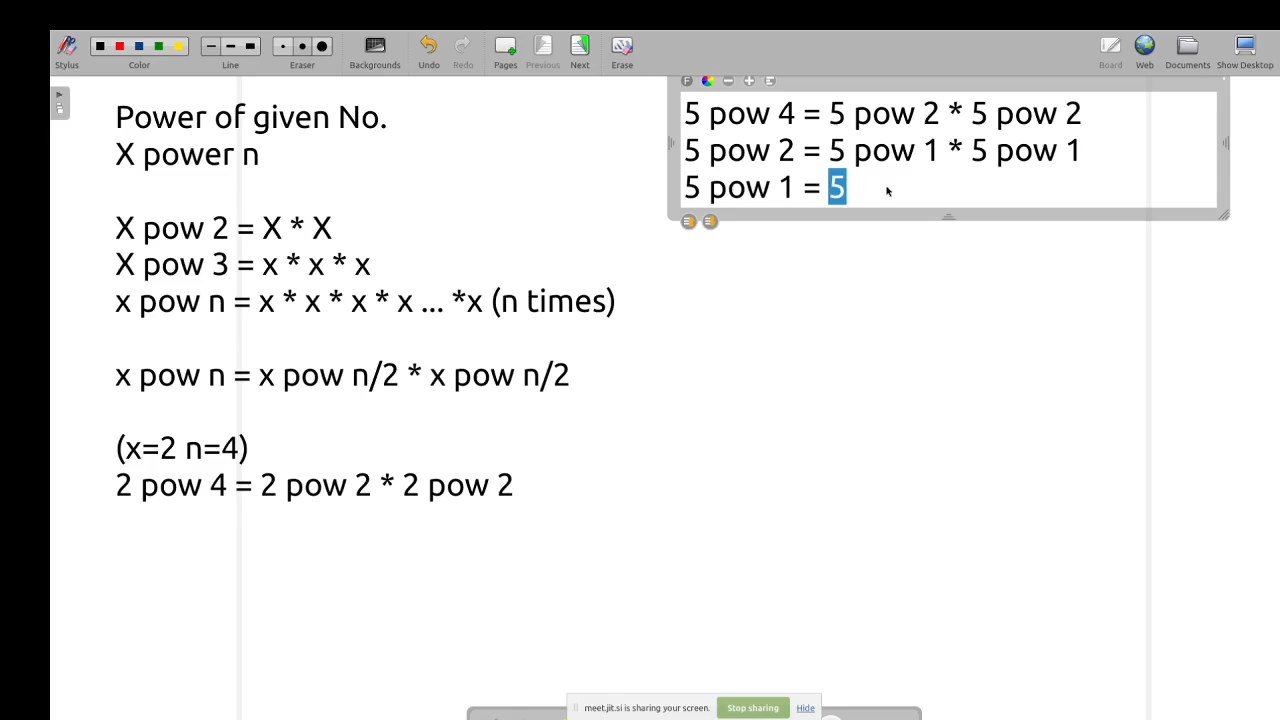 Stylus
Color
Line
Eraser
Backgrounds
Undo
Redo
Pages
Previous
Next
Erase
Board
Web
Documents
Show Desktop
Power of given No.
X power n
X pow 2 = X * X
X pow 3 = x * x * x
x pow n = x * x * x * x ... *x (n times)
x pow n = x pow n/2 * x pow n/2
(x=2 n=4)
2 pow 4 = 2 pow 2 * 2 pow 2
5 pow 4 = 5 pow 2 * 5 pow 2
5 pow 2 = 5 pow 1 * 5 pow 1
5 pow 1 = 5
meet.jit.si is sharing your screen.
Stop sharing
Hide